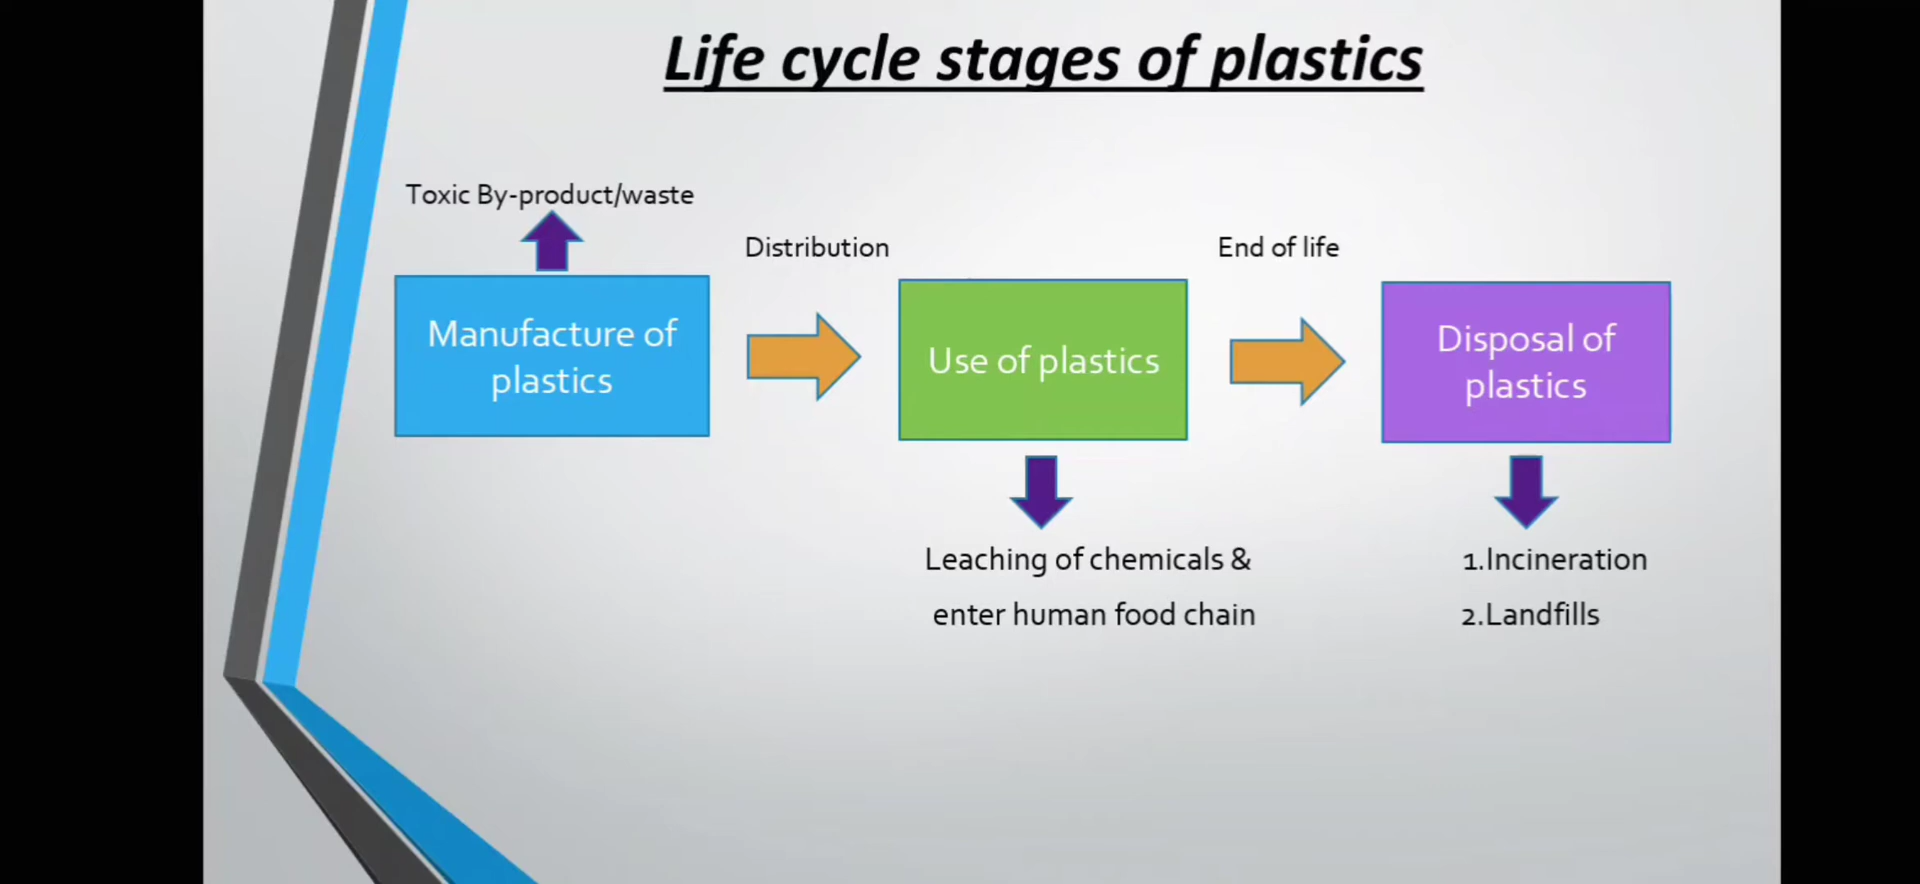 Life cycle stages of plastics
Toxic By-product/waste
Distribution
End of life
Manufacture of
plastics
Use of plastics
Disposal of
plastics
Leaching of chemicals &
enter human food chain
1.Incineration
2.Landfills